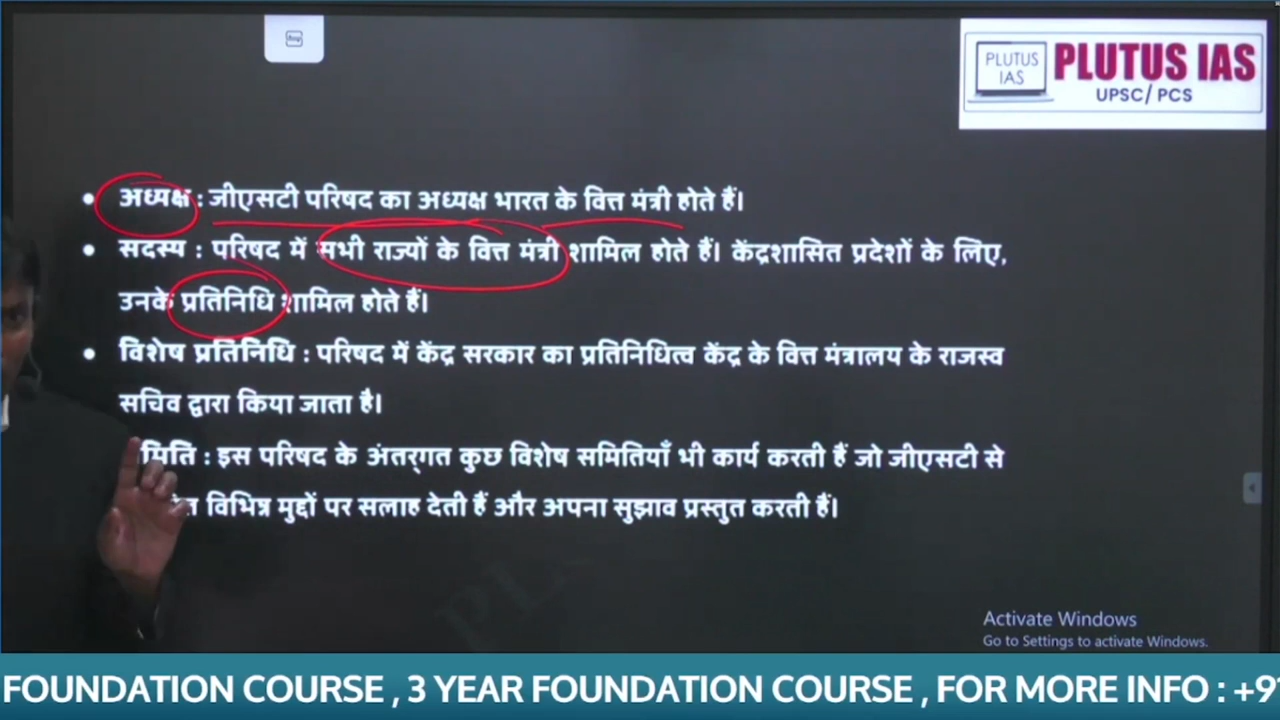 PLUTUS IAS
PLUTUS IAS
UPSC/ PCS
• अध्यक्ष : जीएसटी परिषद का अध्यक्ष भारत के वित्त मंत्री होते हैं।
• सदस्य : परिषद में सभी राज्यों के वित्त मंत्री शामिल होते हैं। केंद्रशासित प्रदेशों के लिए,
उनके प्रतिनिधि शामिल होते हैं।
• विशेष प्रतिनिधि : परिषद में केंद्र सरकार का प्रतिनिधित्व केंद्र के वित्त मंत्रालय के राजस्व
सचिव द्वारा किया जाता है।
: इस परिषद के अंतर्गत कुछ विशेष समितियाँ भी कार्य करती हैं जो जीएसटी से
विभिन्न मुद्दों पर सलाह देती हैं और अपना सुझाव प्रस्तुत करती हैं।
Activate Windows
Go to Settings to activate Windows.
FOUNDATION COURSE , 3 YEAR FOUNDATION COURSE , FOR MORE INFO : +91